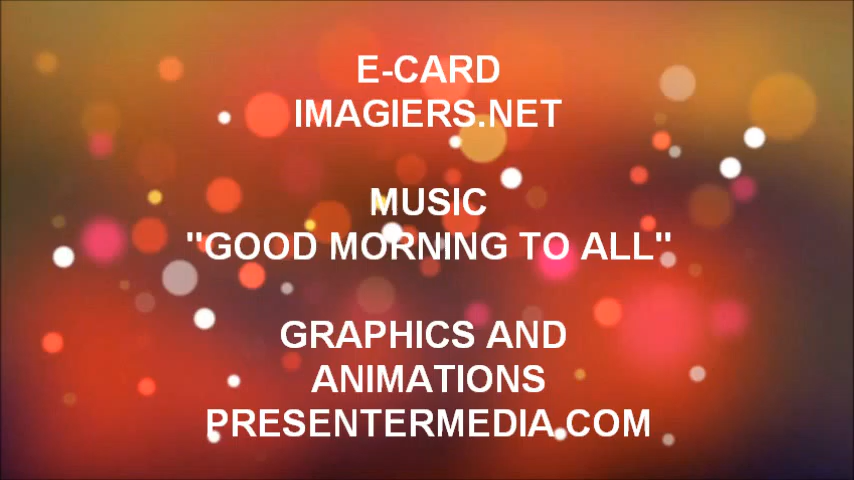 E-CARD
IMAGIERS.NET
MUSIC
"GOOD MORNING TO ALL"
GRAPHICS AND
ANIMATIONS
PRESENTERMEDIA.COM